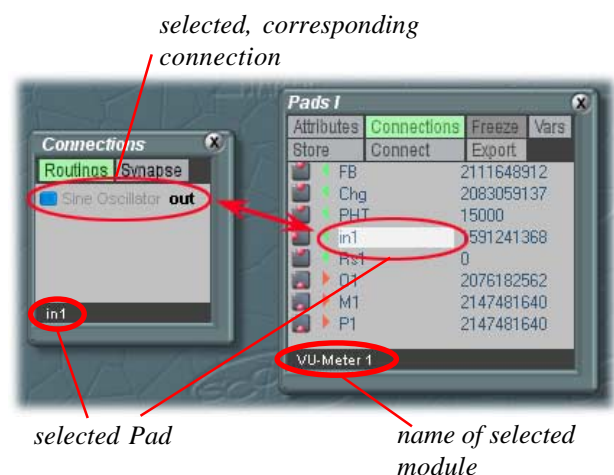 selected, corresponding
connection
Pads 1
Attributes Connections Freeze Vars
Store Connect Export
FB 2111648912
Chg 2083059137
PHT 15000
in1 1591241368
Rs1 0
O1 2076182562
M1 2147481640
P1 2147481640
VU-Meter 1
Connections
Routings Synapse
Sine Oscillator out
in1
selected Pad
name of selected
module